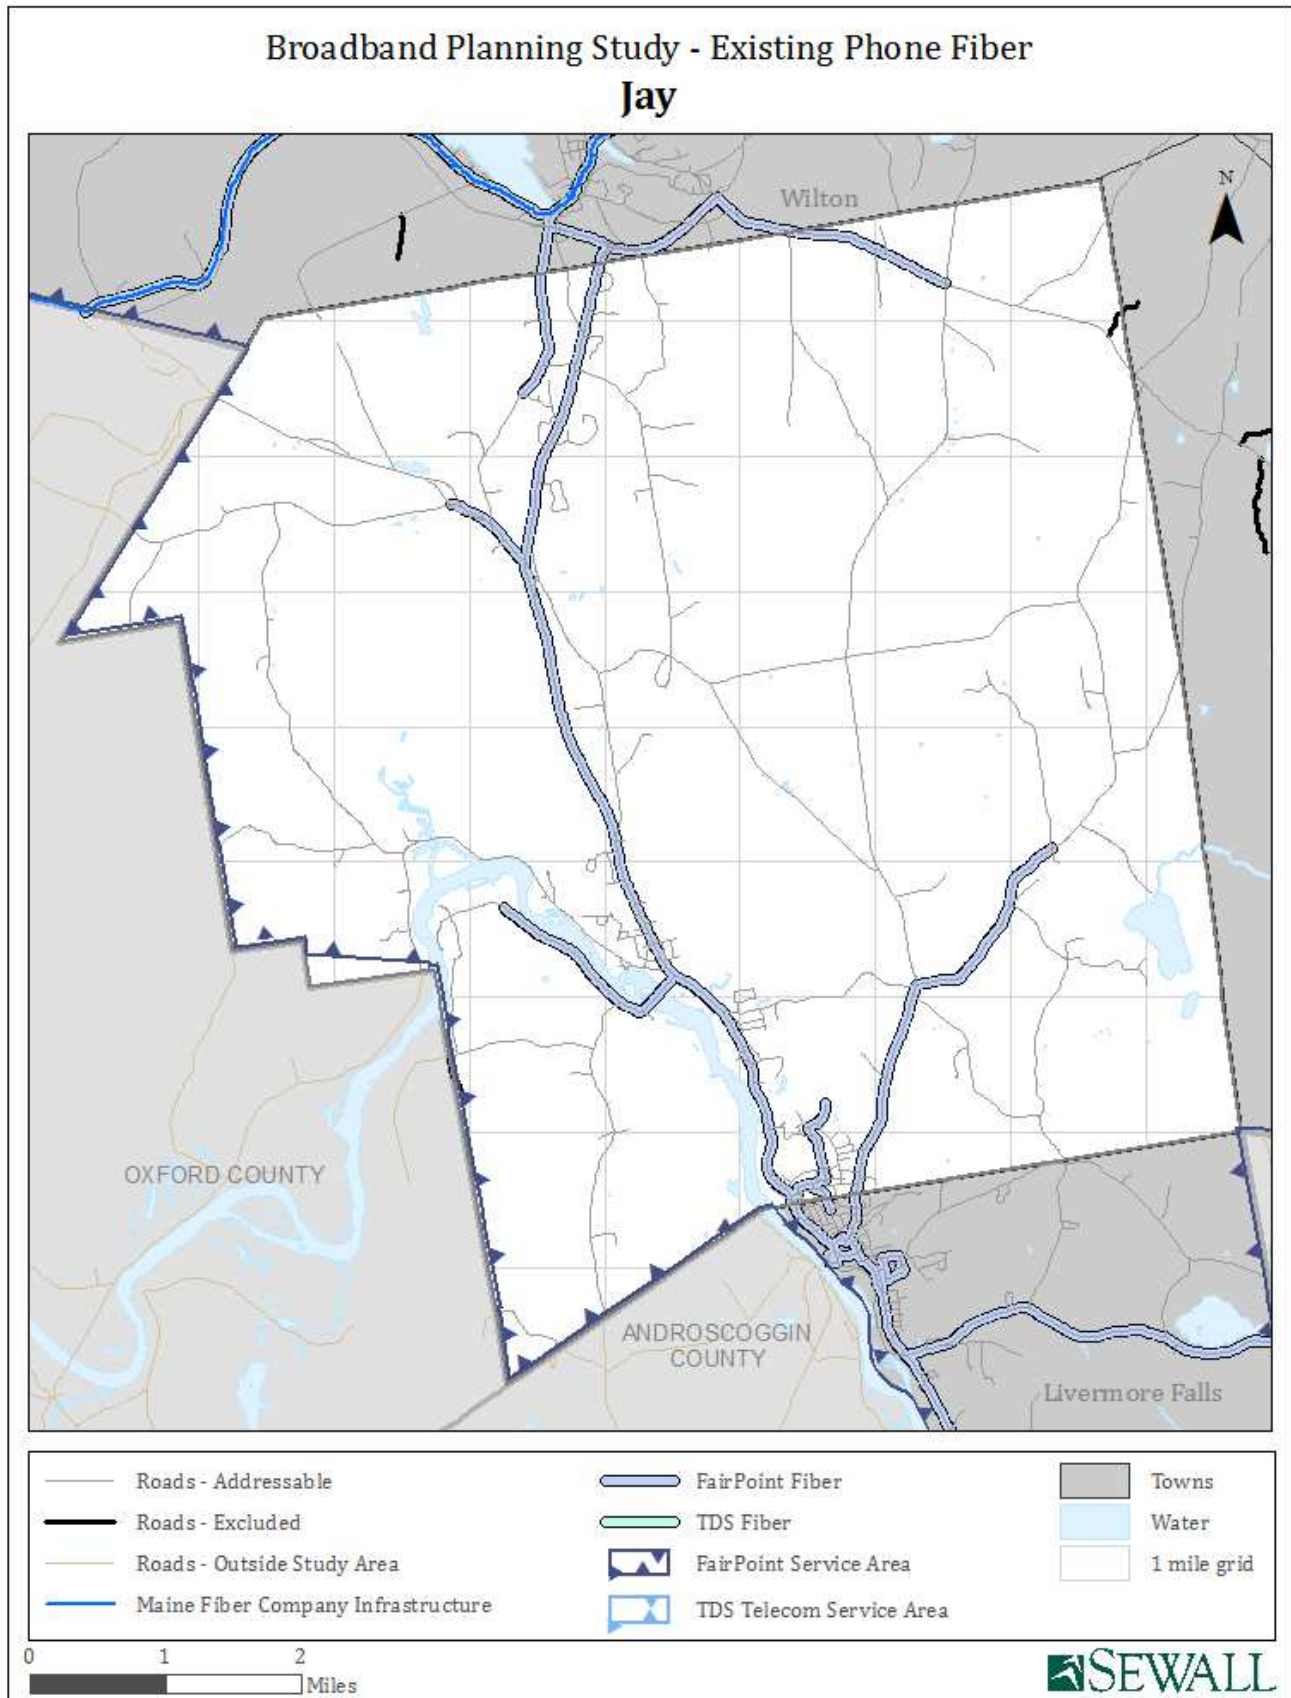 Broadband Planning Study - Existing Phone Fiber
Jay
Wilton
N
OXFORD COUNTY
ANDROSCOGGIN
COUNTY
Livermore Falls
Roads - Addressable
Roads - Excluded
Roads - Outside Study Area
Maine Fiber Company Infrastructure
FairPoint Fiber
TDS Fiber
FairPoint Service Area
TDS Telecom Service Area
Towns
Water
1 mile grid
0 1 2
Miles
SEWALL